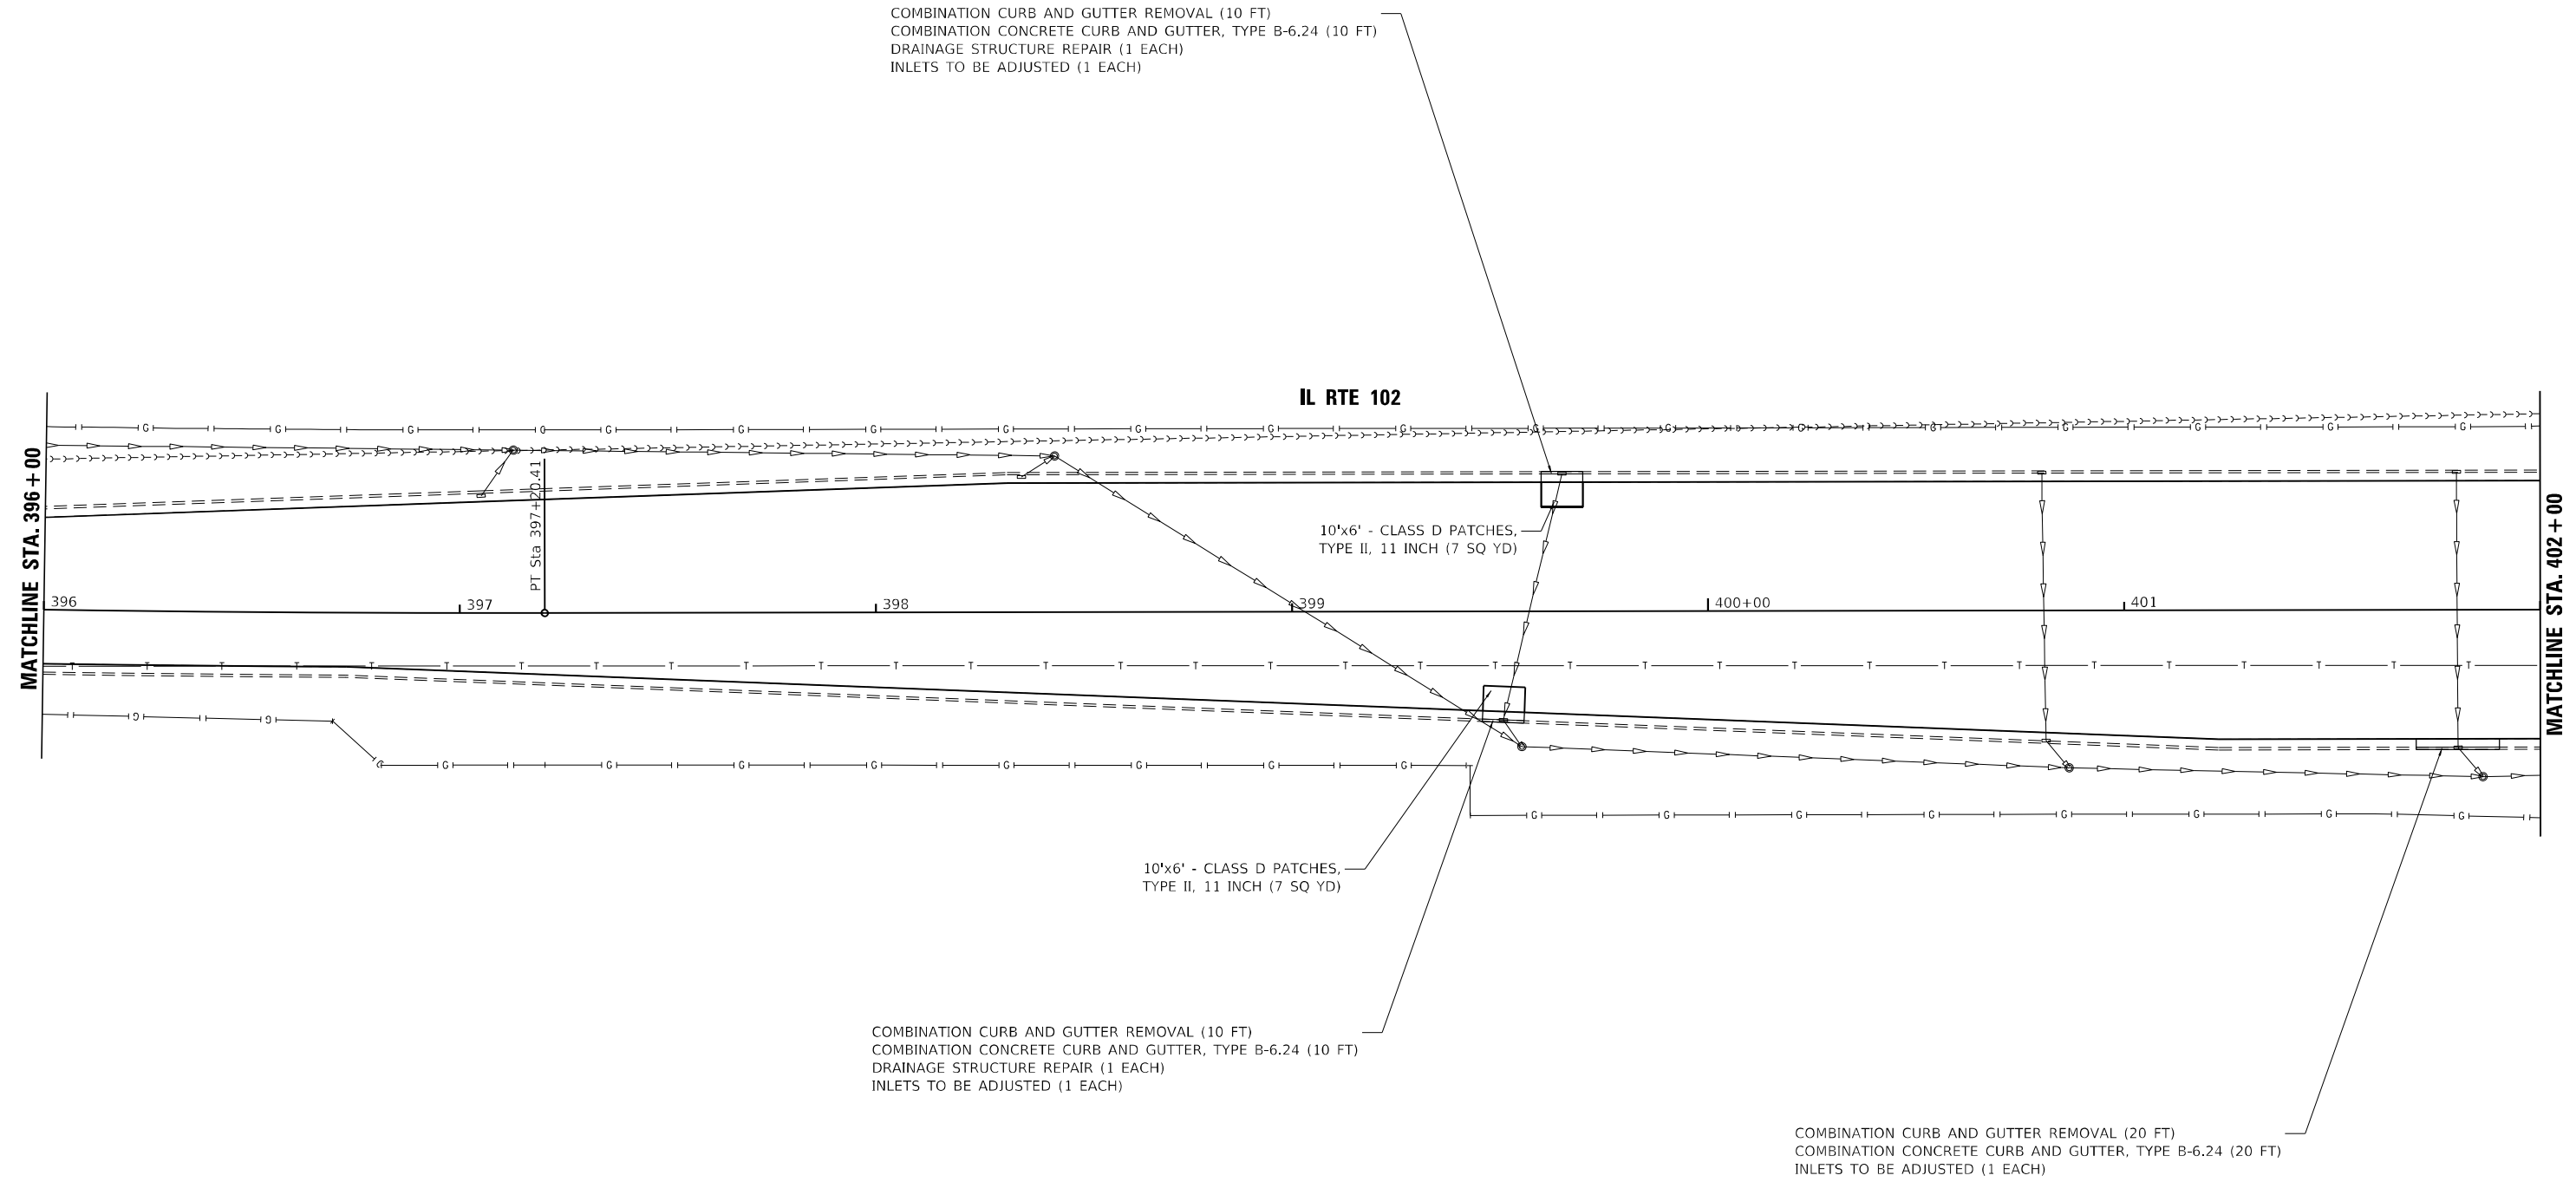 COMBINATION CURB AND GUTTER REMOVAL (10 FT)
COMBINATION CONCRETE CURB AND GUTTER, TYPE B-6.24 (10 FT)
DRAINAGE STRUCTURE REPAIR (1 EACH)
INLETS TO BE ADJUSTED (1 EACH)
IL RTE 102
MATCHLINE STA. 396+00
PT Sta 397+20.41
10'x6' - CLASS D PATCHES,
TYPE II, 11 INCH (7 SQ YD)
396
397
398
399
400+00
401
MATCHLINE STA. 402+00
10'x6' - CLASS D PATCHES,
TYPE II, 11 INCH (7 SQ YD)
COMBINATION CURB AND GUTTER REMOVAL (10 FT)
COMBINATION CONCRETE CURB AND GUTTER, TYPE B-6.24 (10 FT)
DRAINAGE STRUCTURE REPAIR (1 EACH)
INLETS TO BE ADJUSTED (1 EACH)
COMBINATION CURB AND GUTTER REMOVAL (20 FT)
COMBINATION CONCRETE CURB AND GUTTER, TYPE B-6.24 (20 FT)
INLETS TO BE ADJUSTED (1 EACH)